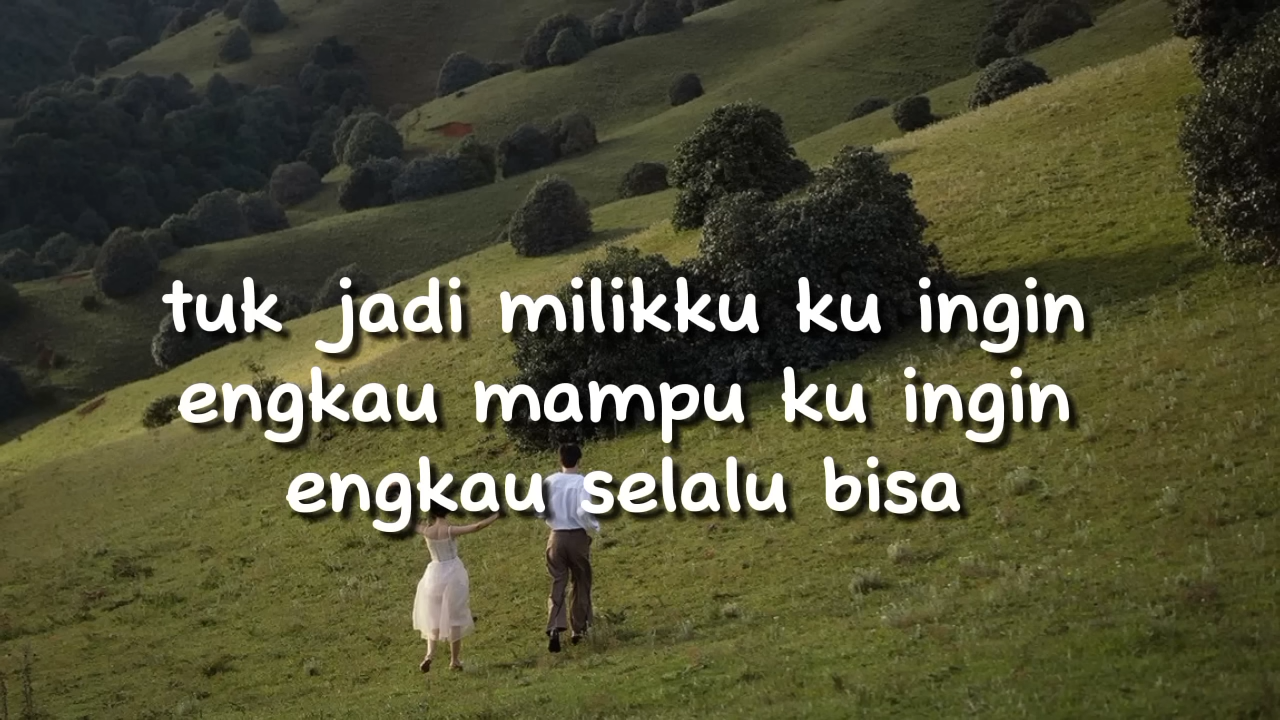 tuk jadi milikku ku ingin
engkau mampu ku ingin
engkau selalu bisa